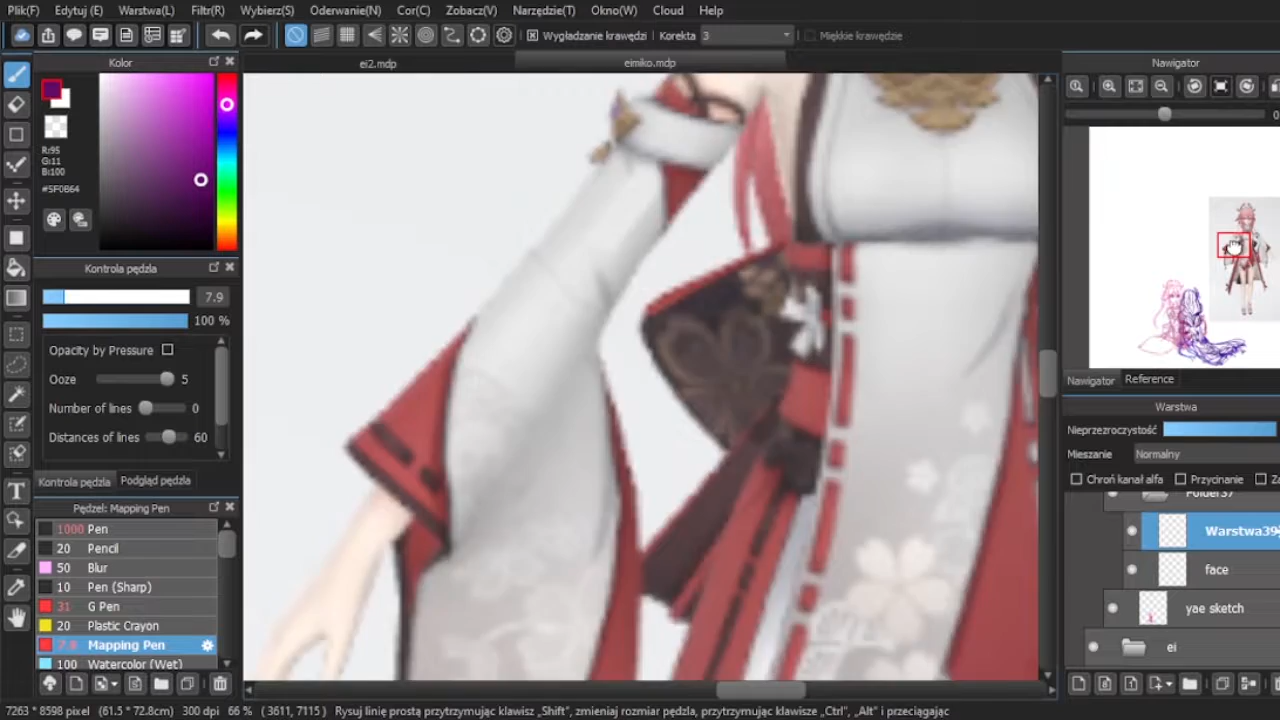 Plik(F) Edytuj (E) Warstwa(L) Filtr(R) Wybierz(S) Oderwanie(N) Cor(C) Zobacz(V) Narzędzie(T) Okno(W) Cloud Help
Wygładzanie krawędzi Korekta 3 Miękkie krawędzie
Kolor
ei2.mdp
eimiko.mdp
Nawigator
R:95
G:11
B:100
#5F0B64
Kontrola pędzla
7.9
100 %
Opacity by Pressure
Ooze 5
Number of lines 0
Distances of lines 60
Kontrola pędzla Podgląd pędzla
Pędzel: Mapping Pen
1000 Pen
20 Pencil
50 Blur
10 Pen (Sharp)
31 G Pen
20 Plastic Crayon
7.9 Mapping Pen
100 Watercolor (Wet)
0
Nawigator Reference
Warstwa
Nieprzezroczystość
Mieszanie Normalny
Chroń kanał alfa Przycinanie
Folder37
Warstwa39
face
yae sketch
ei
7263 * 8598 pixel (61.5 * 72.8cm) 300 dpi 66 % ( 3611, 7115 ) Rysuj linię prostą przytrzymując klawisz „Shift”, zmieniaj rozmiar pędzla, przytrzymując klawisze „Ctrl”, „Alt” i przeciągając